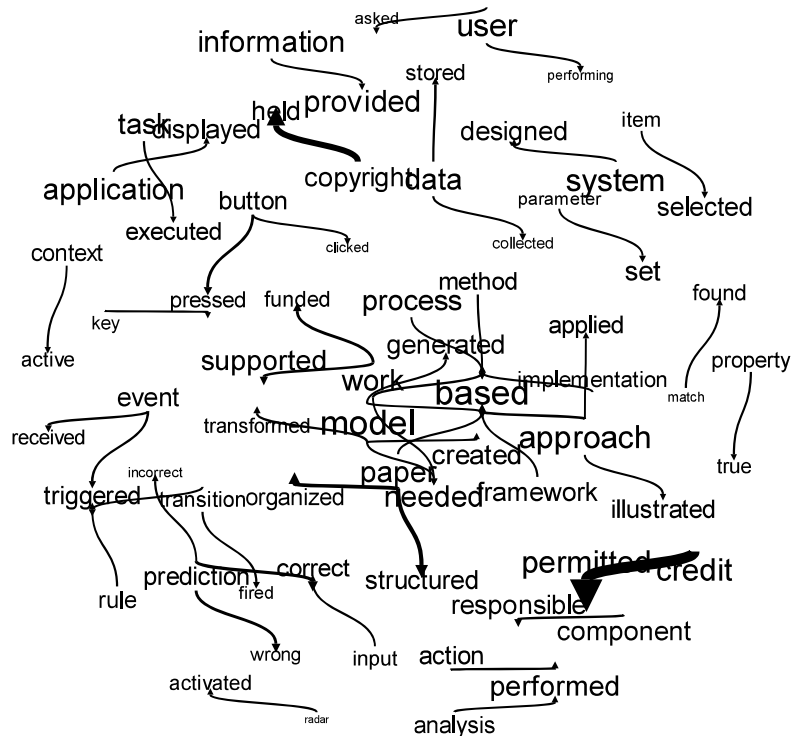 asked
user
information
performing
stored
held
provided
task
displayed
designed
item
copyright
data
system
application
button
parameter
selected
executed
clicked
collected
context
set
method
pressed
funded
process
found
key
applied
generated
active
supported
property
work
implementation
based
match
event
transformed
model
approach
received
created
true
incorrect
paper
triggered
transition
organized
needed
framework
illustrated
permitted
credit
prediction
correct
structured
fired
rule
responsible
component
wrong
input
action
activated
performed
radar
analysis